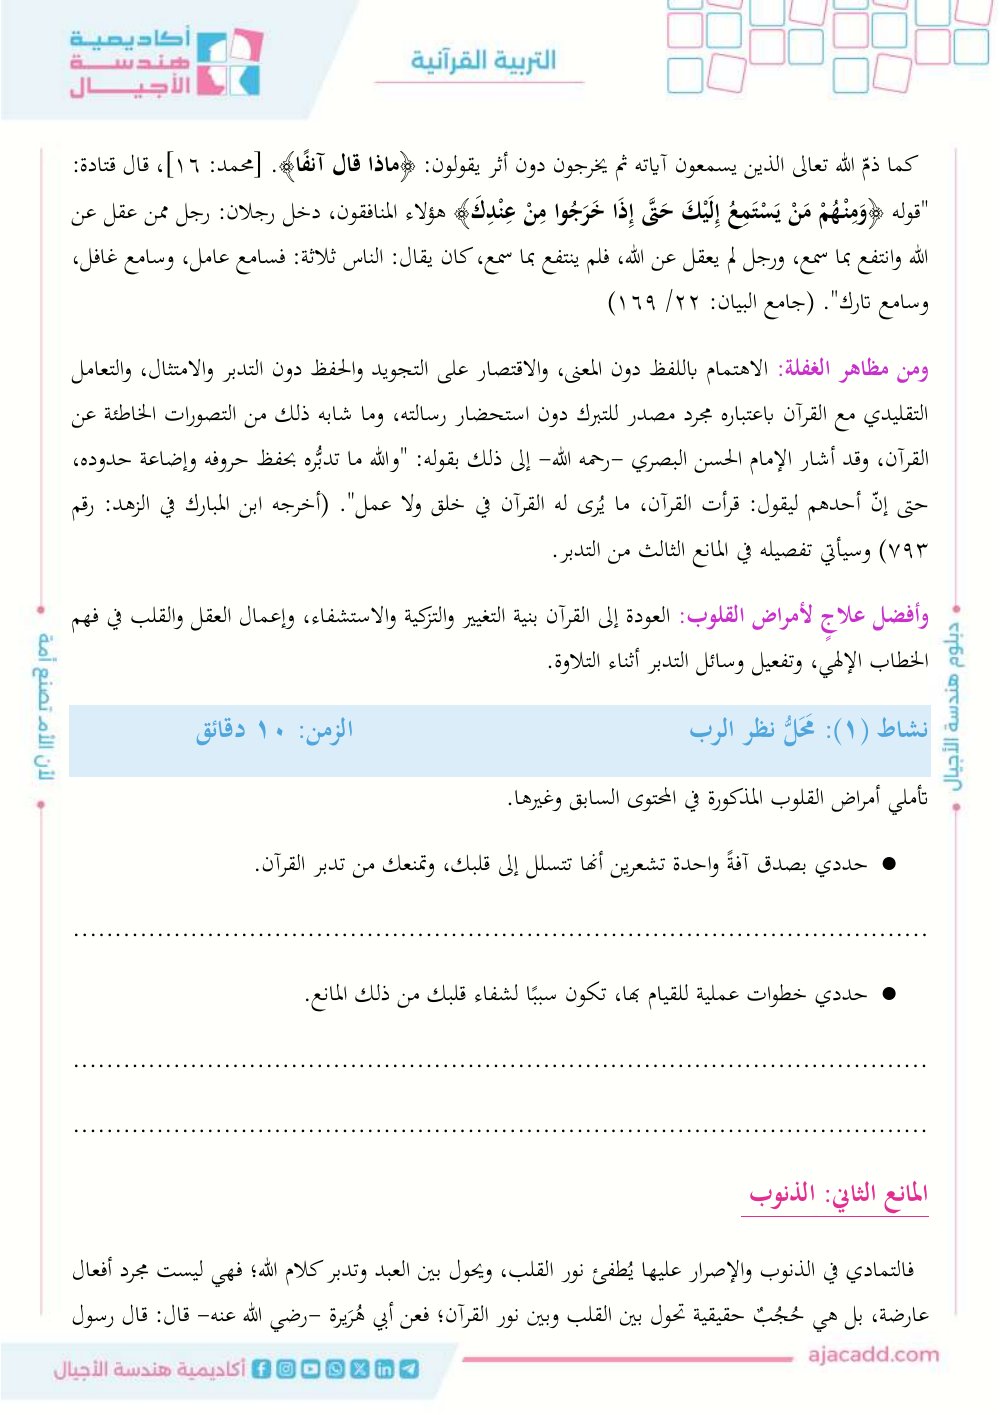 أكاديمية
هندسة
الأجيال
التربية القرآنية
كما ذمّ الله تعالى الذين يسمعون آياته ثم يخرجون دون أثر يقولون: ﴿ماذا قال آنفًا﴾. [محمد: ١٦]، قال قتادة:
"قوله ﴿وَمِنْهُمْ مَنْ يَسْتَمِعُ إِلَيْكَ حَتَّى إِذَا خَرَجُوا مِنْ عِنْدِكَ﴾ هؤلاء المنافقون، دخل رجلان: رجل ممن عقل عن
الله وانتفع بما سمع، ورجل لم يعقل عن الله، فلم ينتفع بما سمع، كان يقال: الناس ثلاثة: فسامع عامل، وسامع غافل،
وسامع تارك". (جامع البيان: ٢٢/ ١٦٩)
ومن مظاهر الغفلة: الاهتمام باللفظ دون المعنى، والاقتصار على التجويد والحفظ دون التدبر والامتثال، والتعامل
التقليدي مع القرآن باعتباره مجرد مصدر للتبرك دون استحضار رسالته، وما شابه ذلك من التصورات الخاطئة عن
القرآن، وقد أشار الإمام الحسن البصري -رحمه الله- إلى ذلك بقوله: "والله ما تدبُّره بحفظ حروفه وإضاعة حدوده،
حتى إنّ أحدهم ليقول: قرأت القرآن، ما يُرى له القرآن في خلق ولا عمل". (أخرجه ابن المبارك في الزهد: رقم
٧٩٣) وسيأتي تفصيله في المانع الثالث من التدبر.
وأفضل علاجٍ لأمراض القلوب: العودة إلى القرآن بنية التغيير والتزكية والاستشفاء، وإعمال العقل والقلب في فهم
الخطاب الإلهي، وتفعيل وسائل التدبر أثناء التلاوة.
نشاط (١): مَحَلُّ نظر الرب الزمن: ١٠ دقائق
تأملي أمراض القلوب المذكورة في المحتوى السابق وغيرها.
● حددي بصدق آفةً واحدة تشعرين أنها تتسلل إلى قلبك، وتمنعك من تدبر القرآن.
● حددي خطوات عملية للقيام بها، تكون سببًا لشفاء قلبك من ذلك المانع.
المانع الثاني: الذنوب
فالتمادي في الذنوب والإصرار عليها يُطفئ نور القلب، ويحول بين العبد وتدبر كلام الله؛ فهي ليست مجرد أفعال
عارضة، بل هي حُجُبٌ حقيقية تحول بين القلب وبين نور القرآن؛ فعن أبي هُرَيرة -رضي الله عنه- قال: قال رسول
دبلوم هندسة الأجيال
لأن الأم تصنع أمة
أكاديمية هندسة الأجيال
ajacadd.com